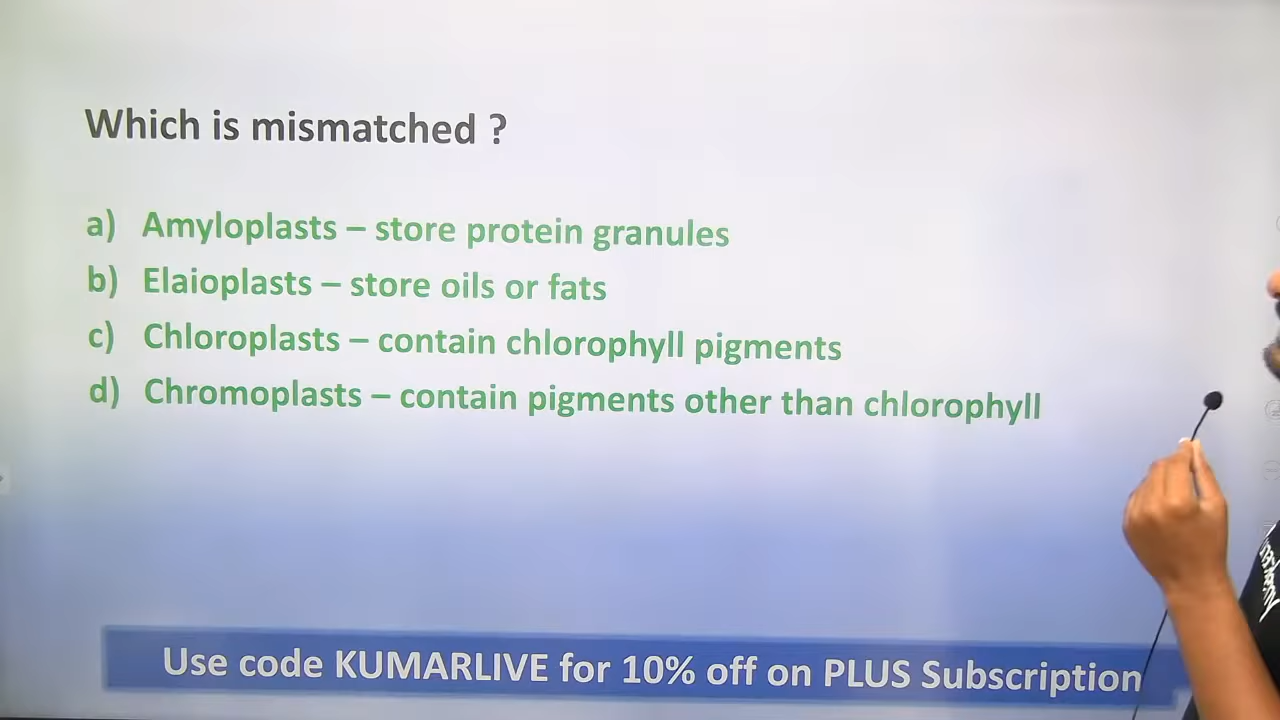 Which is mismatched ?
a) Amyloplasts – store protein granules
b) Elaioplasts – store oils or fats
c) Chloroplasts – contain chlorophyll pigments
d) Chromoplasts – contain pigments other than chlorophyll
Use code KUMARLIVE for 10% off on PLUS Subscription